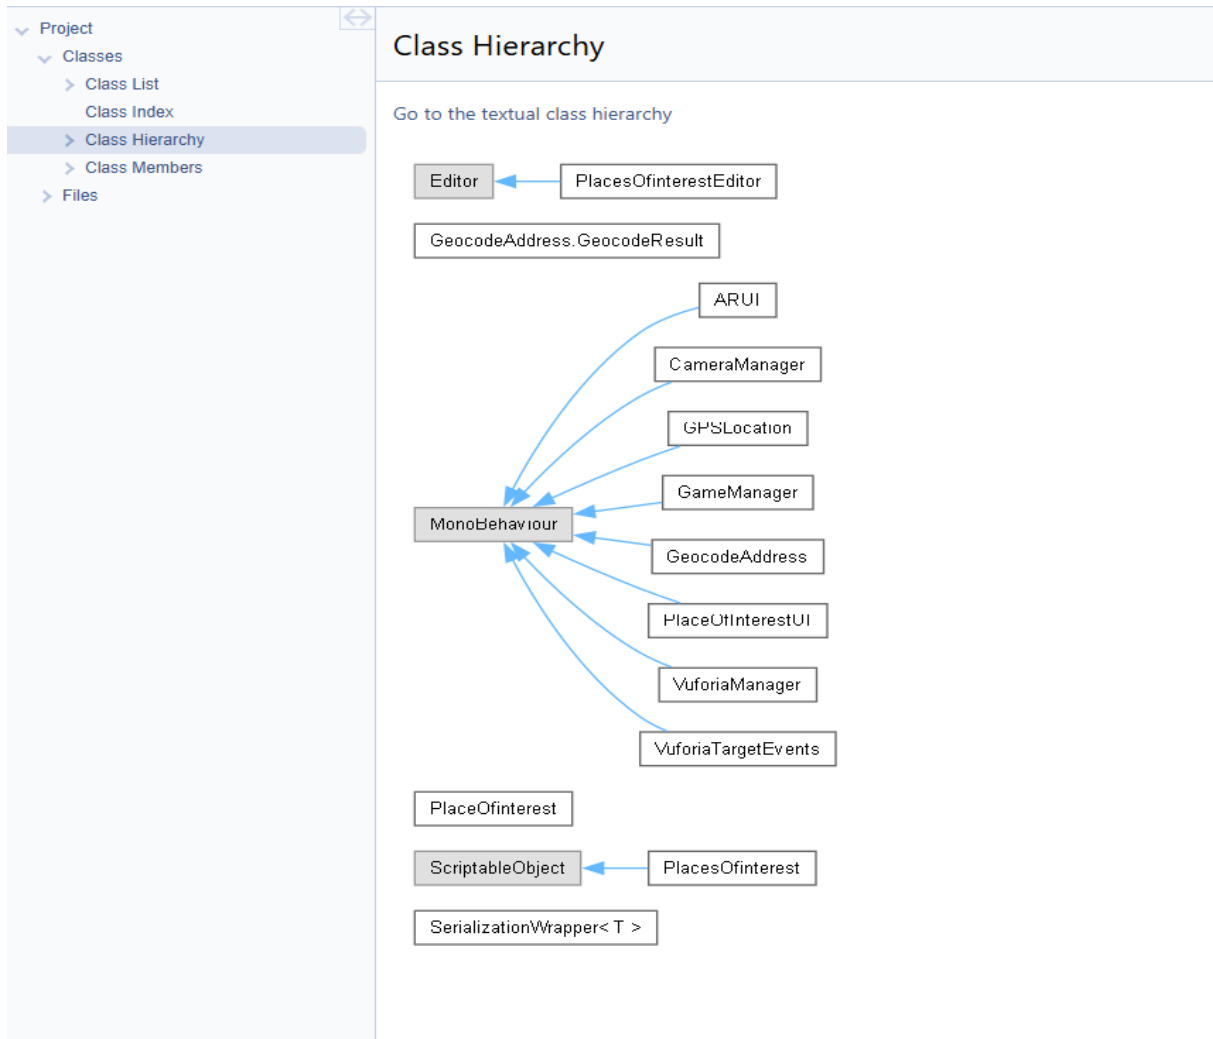 Project
Classes
Class List
Class Index
Class Hierarchy
Class Members
Files
Class Hierarchy
Go to the textual class hierarchy
Editor
PlacesOfinterestEditor
GeocodeAddress.GeocodeResult
ARUI
CameraManager
GPSLocation
GameManager
MonoBehaviour
GeocodeAddress
PlaceOfInterestUI
VuforiaManager
VuforiaTargetEvents
PlaceOfinterest
ScriptableObject
PlacesOfinterest
SerializationWrapper< T >